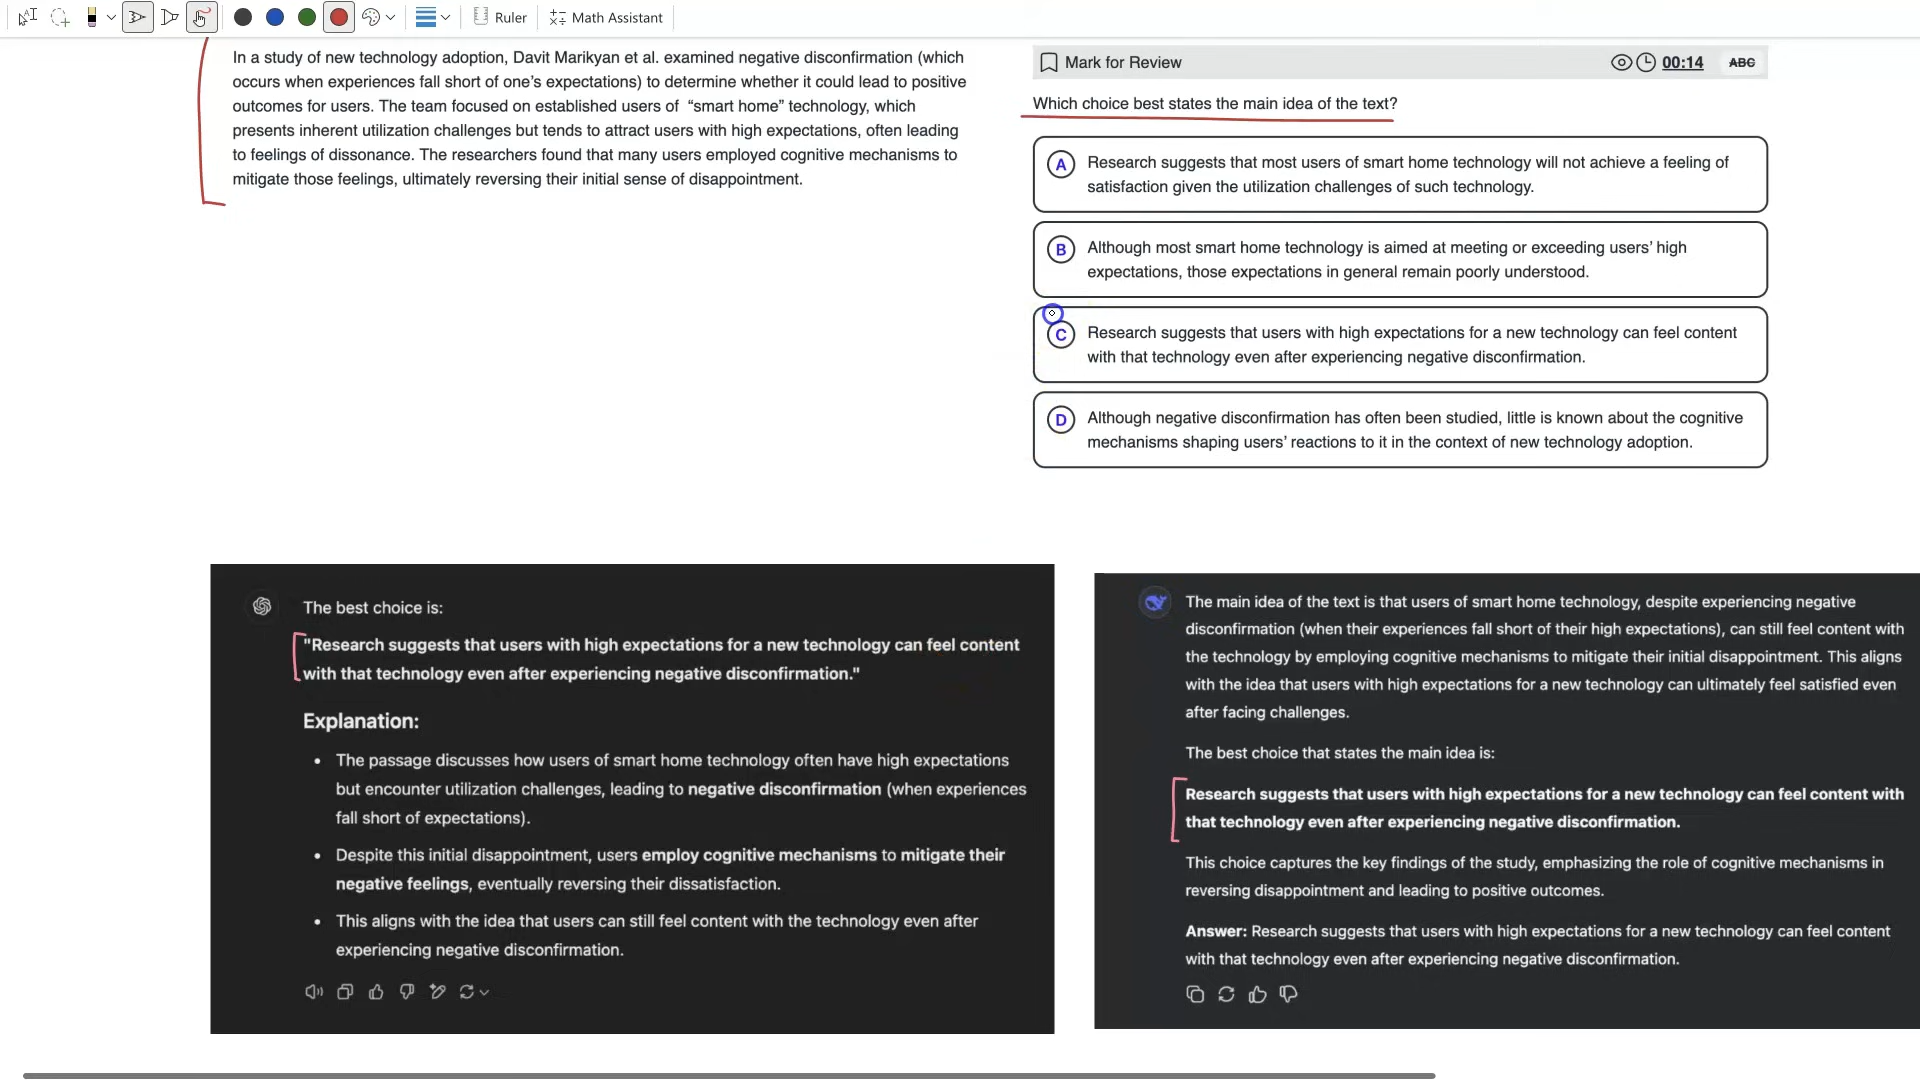 Ruler
Math Assistant
In a study of new technology adoption, Davit Marikyan et al. examined negative disconfirmation (which
occurs when experiences fall short of one's expectations) to determine whether it could lead to positive
outcomes for users. The team focused on established users of “smart home” technology, which
presents inherent utilization challenges but tends to attract users with high expectations, often leading
to feelings of dissonance. The researchers found that many users employed cognitive mechanisms to
mitigate those feelings, ultimately reversing their initial sense of disappointment.
Mark for Review
00:14
ABC
Which choice best states the main idea of the text?
A
Research suggests that most users of smart home technology will not achieve a feeling of
satisfaction given the utilization challenges of such technology.
B
Although most smart home technology is aimed at meeting or exceeding users' high
expectations, those expectations in general remain poorly understood.
C
Research suggests that users with high expectations for a new technology can feel content
with that technology even after experiencing negative disconfirmation.
D
Although negative disconfirmation has often been studied, little is known about the cognitive
mechanisms shaping users' reactions to it in the context of new technology adoption.
The best choice is:
"Research suggests that users with high expectations for a new technology can feel content
with that technology even after experiencing negative disconfirmation."
Explanation:
• The passage discusses how users of smart home technology often have high expectations
but encounter utilization challenges, leading to negative disconfirmation (when experiences
fall short of expectations).
• Despite this initial disappointment, users employ cognitive mechanisms to mitigate their
negative feelings, eventually reversing their dissatisfaction.
• This aligns with the idea that users can still feel content with the technology even after
experiencing negative disconfirmation.
The main idea of the text is that users of smart home technology, despite experiencing negative
disconfirmation (when their experiences fall short of their high expectations), can still feel content with
the technology by employing cognitive mechanisms to mitigate their initial disappointment. This aligns
with the idea that users with high expectations for a new technology can ultimately feel satisfied even
after facing challenges.
The best choice that states the main idea is:
Research suggests that users with high expectations for a new technology can feel content with
that technology even after experiencing negative disconfirmation.
This choice captures the key findings of the study, emphasizing the role of cognitive mechanisms in
reversing disappointment and leading to positive outcomes.
Answer: Research suggests that users with high expectations for a new technology can feel content
with that technology even after experiencing negative disconfirmation.